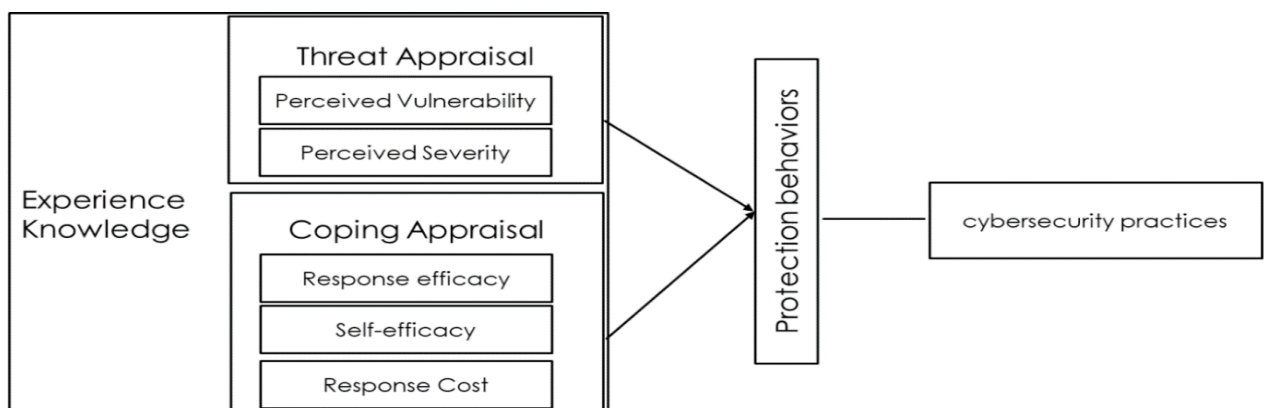 Experience
Knowledge
Threat Appraisal
Perceived Vulnerability
Perceived Severity
Coping Appraisal
Response efficacy
Self-efficacy
Response Cost
Protection behaviors
cybersecurity practices